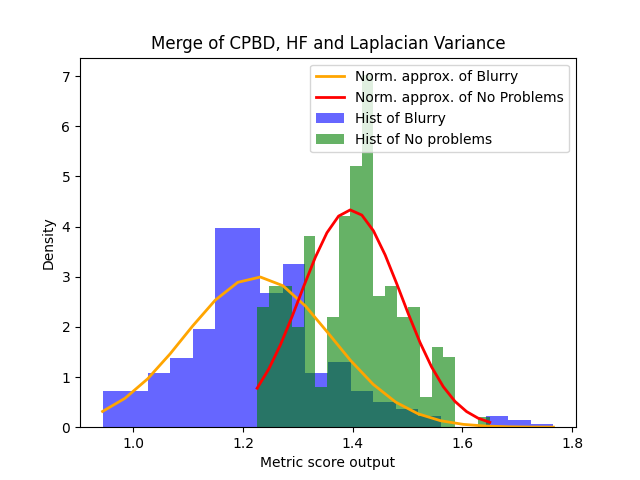 Merge of CPBD, HF and Laplacian Variance
Norm. approx. of Blurry
Norm. approx. of No Problems
Hist of Blurry
Hist of No problems
Density
7
6
5
4
3
2
1
0
1.0 1.2 1.4 1.6 1.8
Metric score output